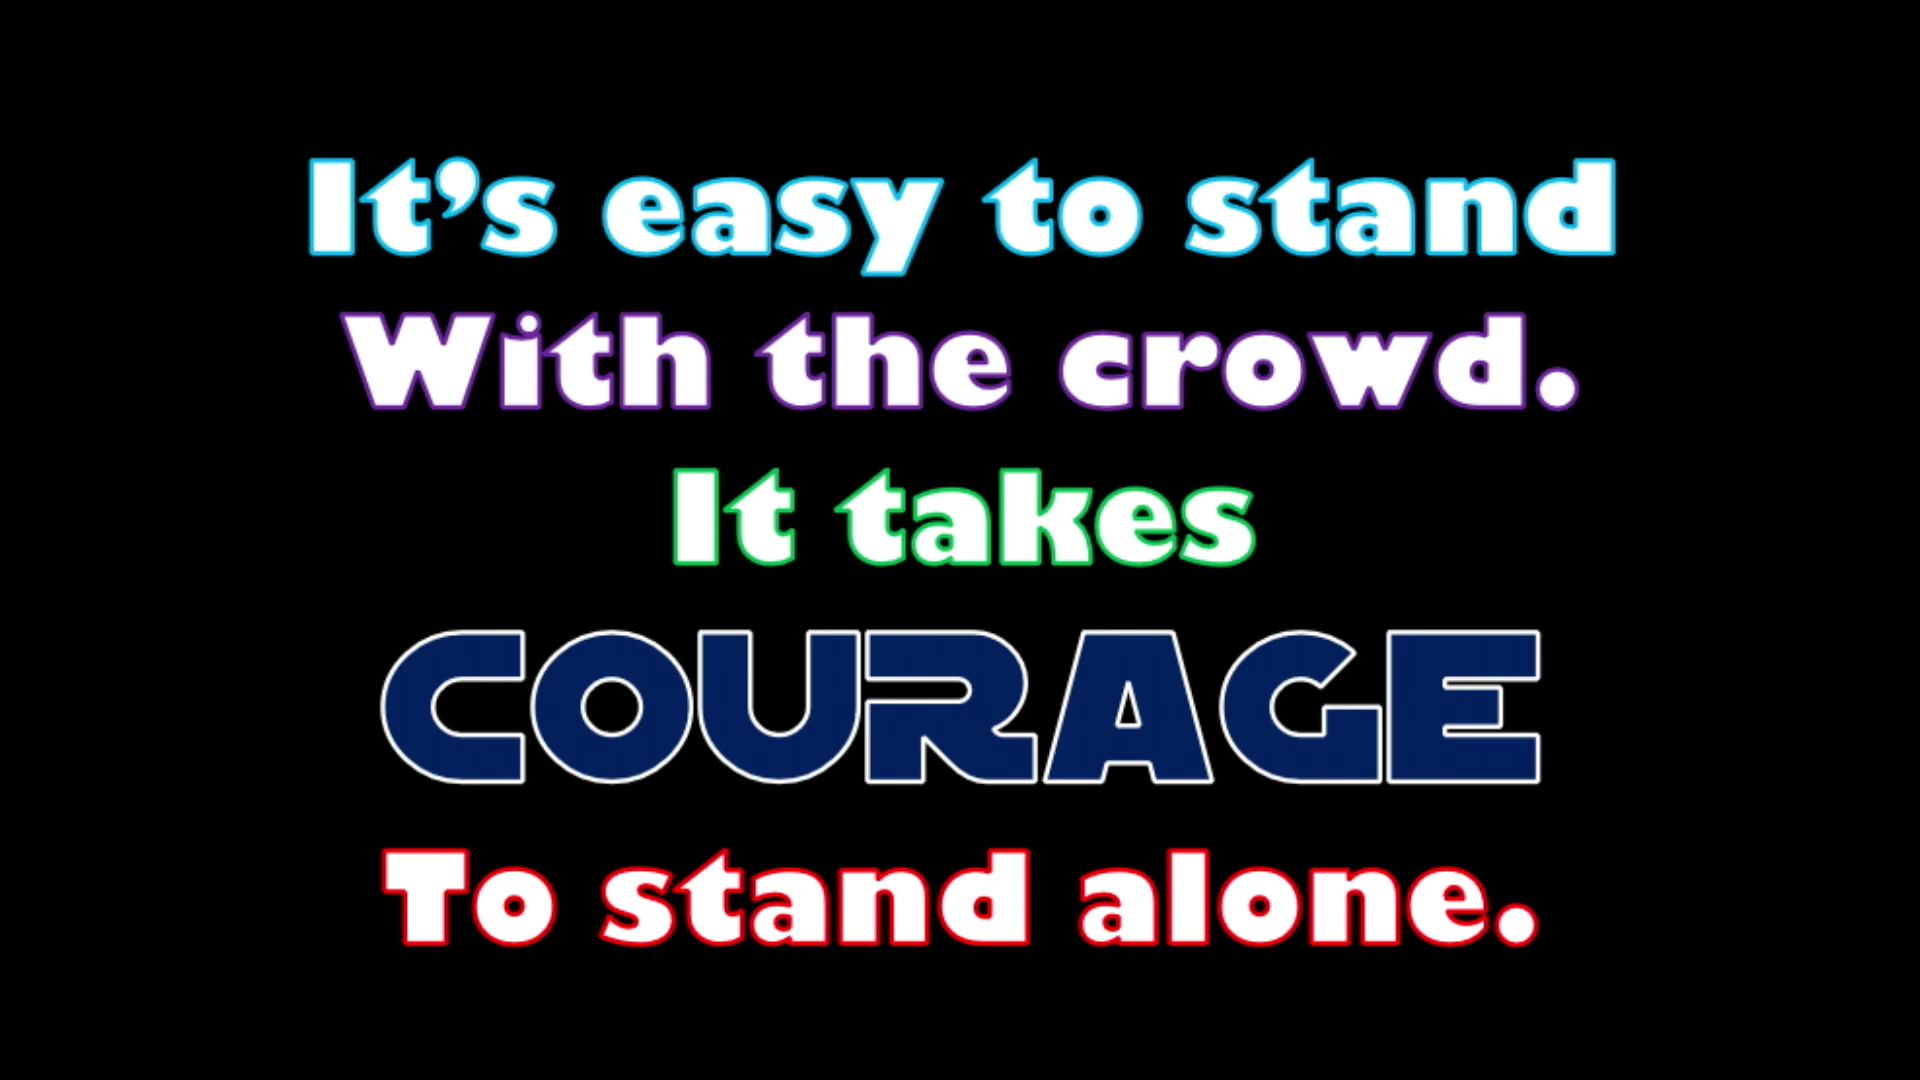 It’s easy to stand
With the crowd.
It takes
COURAGE
To stand alone.